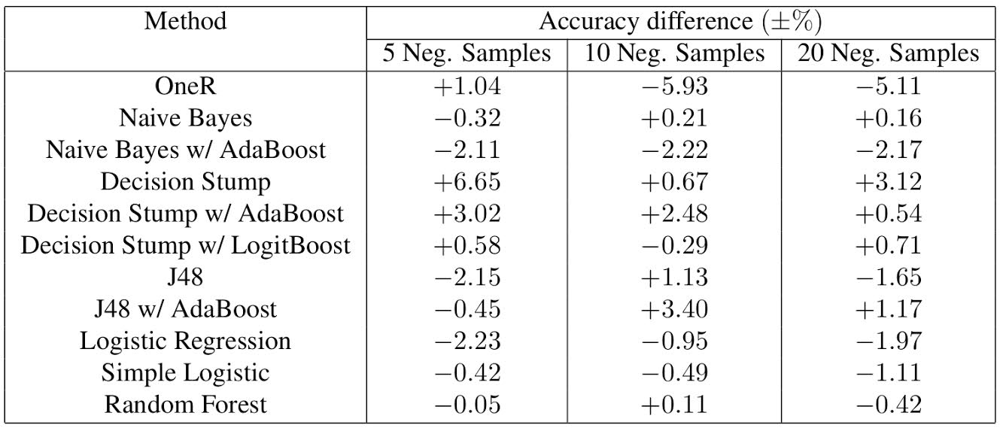 Method Accuracy difference (±%)
5 Neg. Samples 10 Neg. Samples 20 Neg. Samples
OneR +1.04 −5.93 −5.11
Naive Bayes −0.32 +0.21 +0.16
Naive Bayes w/ AdaBoost −2.11 −2.22 −2.17
Decision Stump +6.65 +0.67 +3.12
Decision Stump w/ AdaBoost +3.02 +2.48 +0.54
Decision Stump w/ LogitBoost +0.58 −0.29 +0.71
J48 −2.15 +1.13 −1.65
J48 w/ AdaBoost −0.45 +3.40 +1.17
Logistic Regression −2.23 −0.95 −1.97
Simple Logistic −0.42 −0.49 −1.11
Random Forest −0.05 +0.11 −0.42